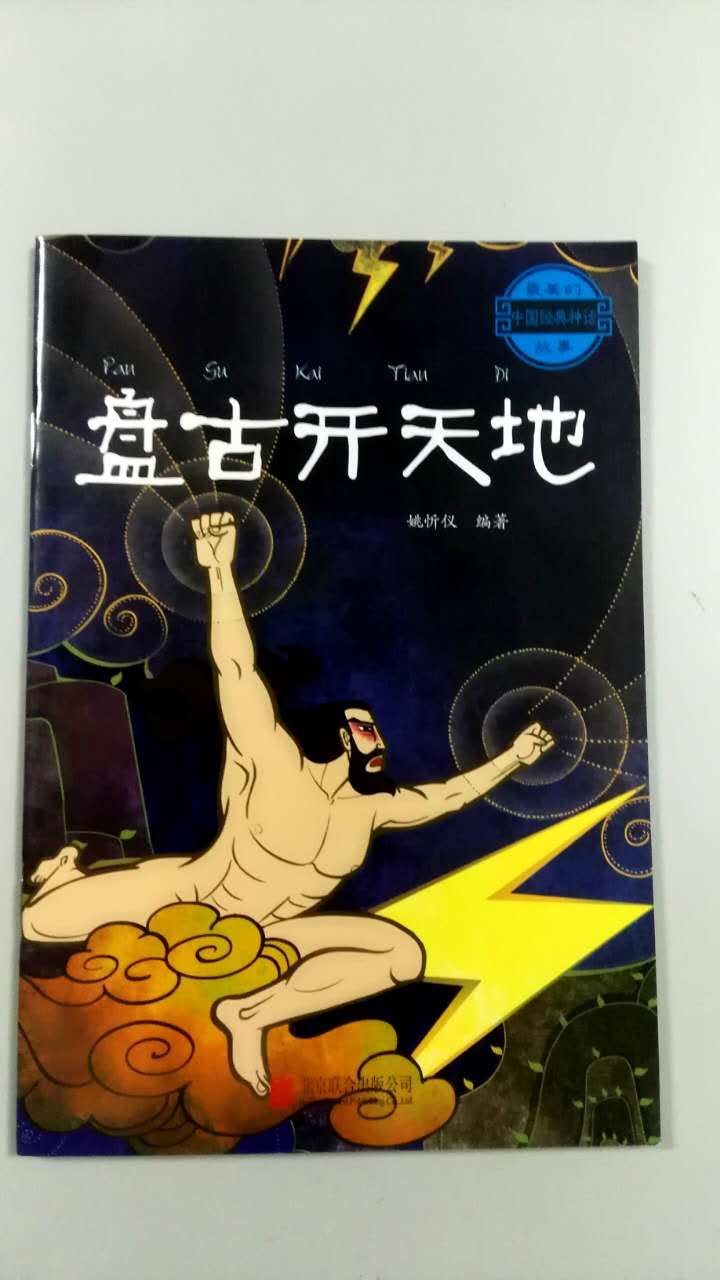 最美的
中国经典神话
故事
Pan Gu Kai Tian Di
盘古开天地
姚忻仪 编著
北京联合出版公司